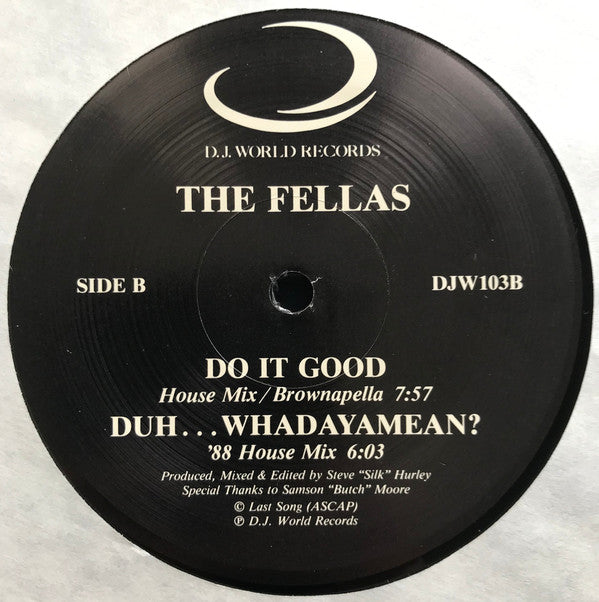 D.J. WORLD RECORDS
THE FELLAS
SIDE B
DJW103B
DO IT GOOD
House Mix/Brownapella 7:57
DUH...WHADAYAMEAN?
'88 House Mix 6:03
Produced, Mixed & Edited by Steve "Silk" Hurley
Special Thanks to Samson "Butch" Moore
© Last Song (ASCAP)
℗ D.J. World Records